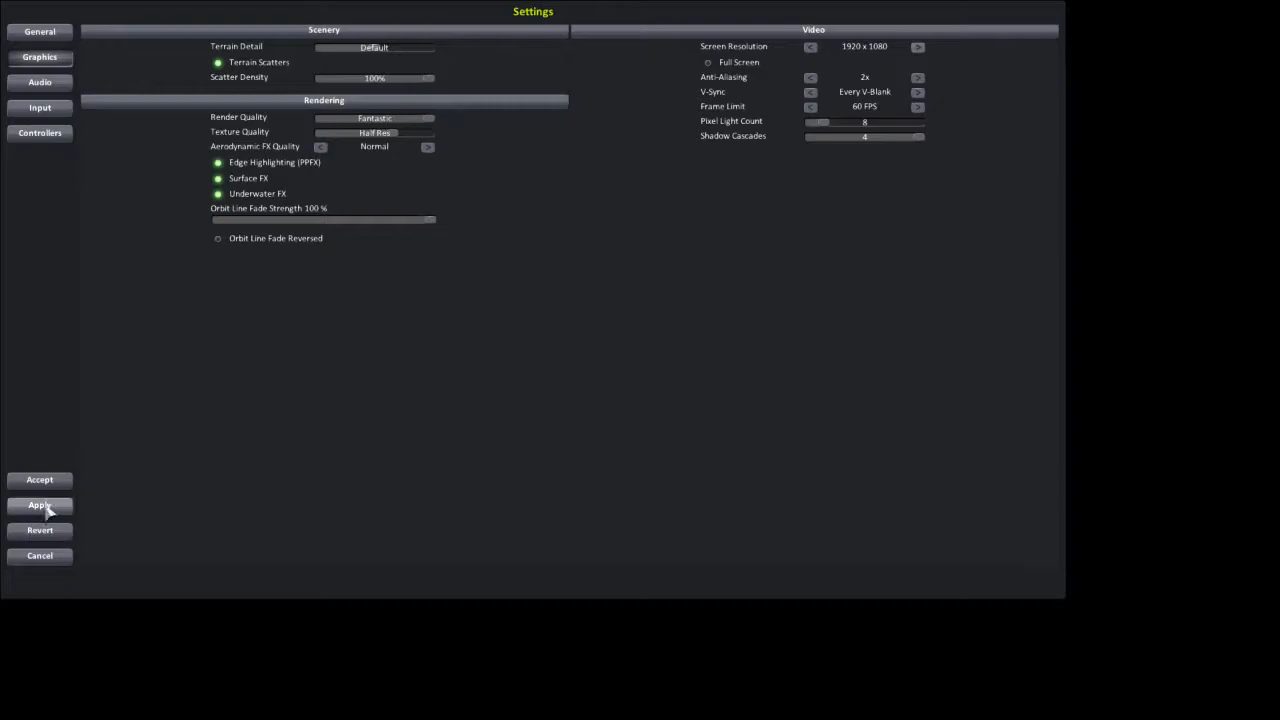 Settings
General
Graphics
Audio
Input
Controllers
Accept
Apply
Revert
Cancel
Scenery
Terrain Detail Default
Terrain Scatters
Scatter Density 100%
Rendering
Render Quality Fantastic
Texture Quality Half Res
Aerodynamic FX Quality < Normal >
Edge Highlighting (PPFX)
Surface FX
Underwater FX
Orbit Line Fade Strength 100 %
Orbit Line Fade Reversed
Video
Screen Resolution < 1920 x 1080 >
Full Screen
Anti-Aliasing < 2x >
V-Sync < Every V-Blank >
Frame Limit < 60 FPS >
Pixel Light Count 8
Shadow Cascades 4